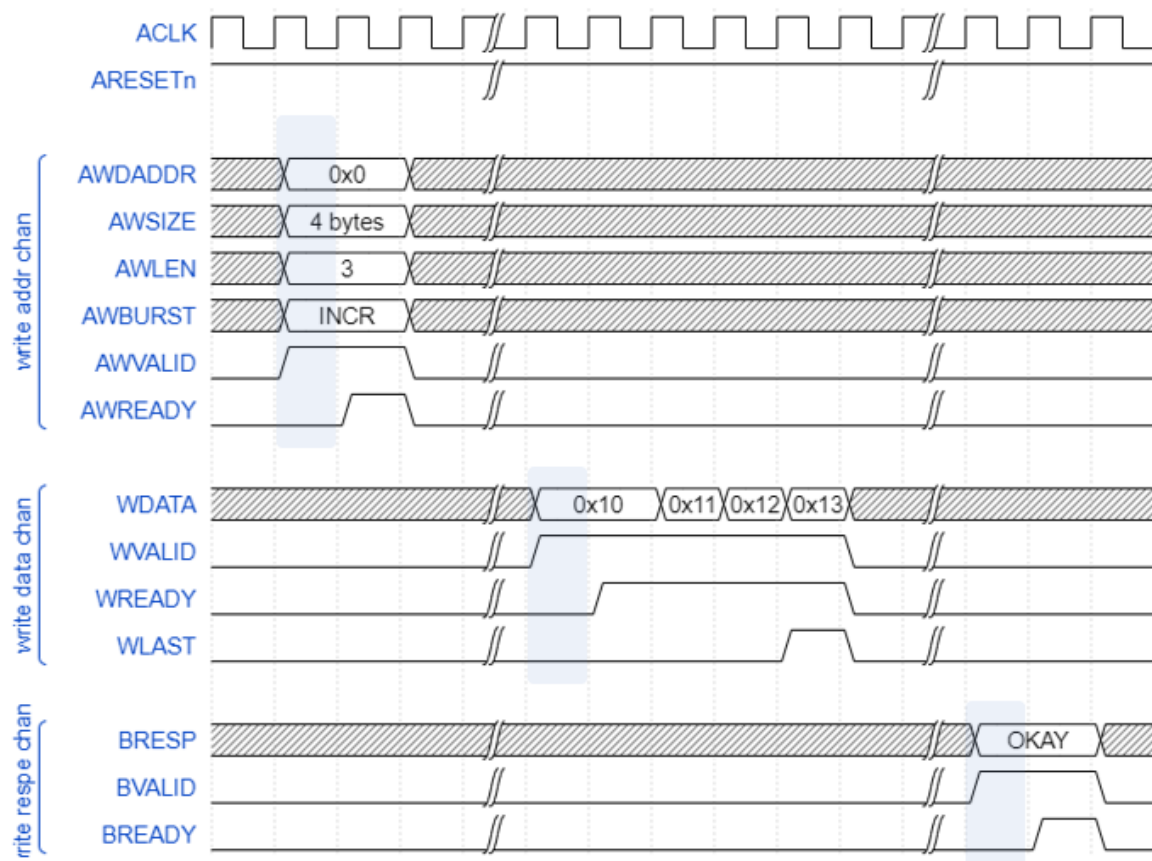 ACLK
ARESETn
write addr chan
AWDADDR 0x0
AWSIZE 4 bytes
AWLEN 3
AWBURST INCR
AWVALID
AWREADY
write data chan
WDATA 0x10 0x11 0x12 0x13
WVALID
WREADY
WLAST
rite respe chan
BRESP OKAY
BVALID
BREADY